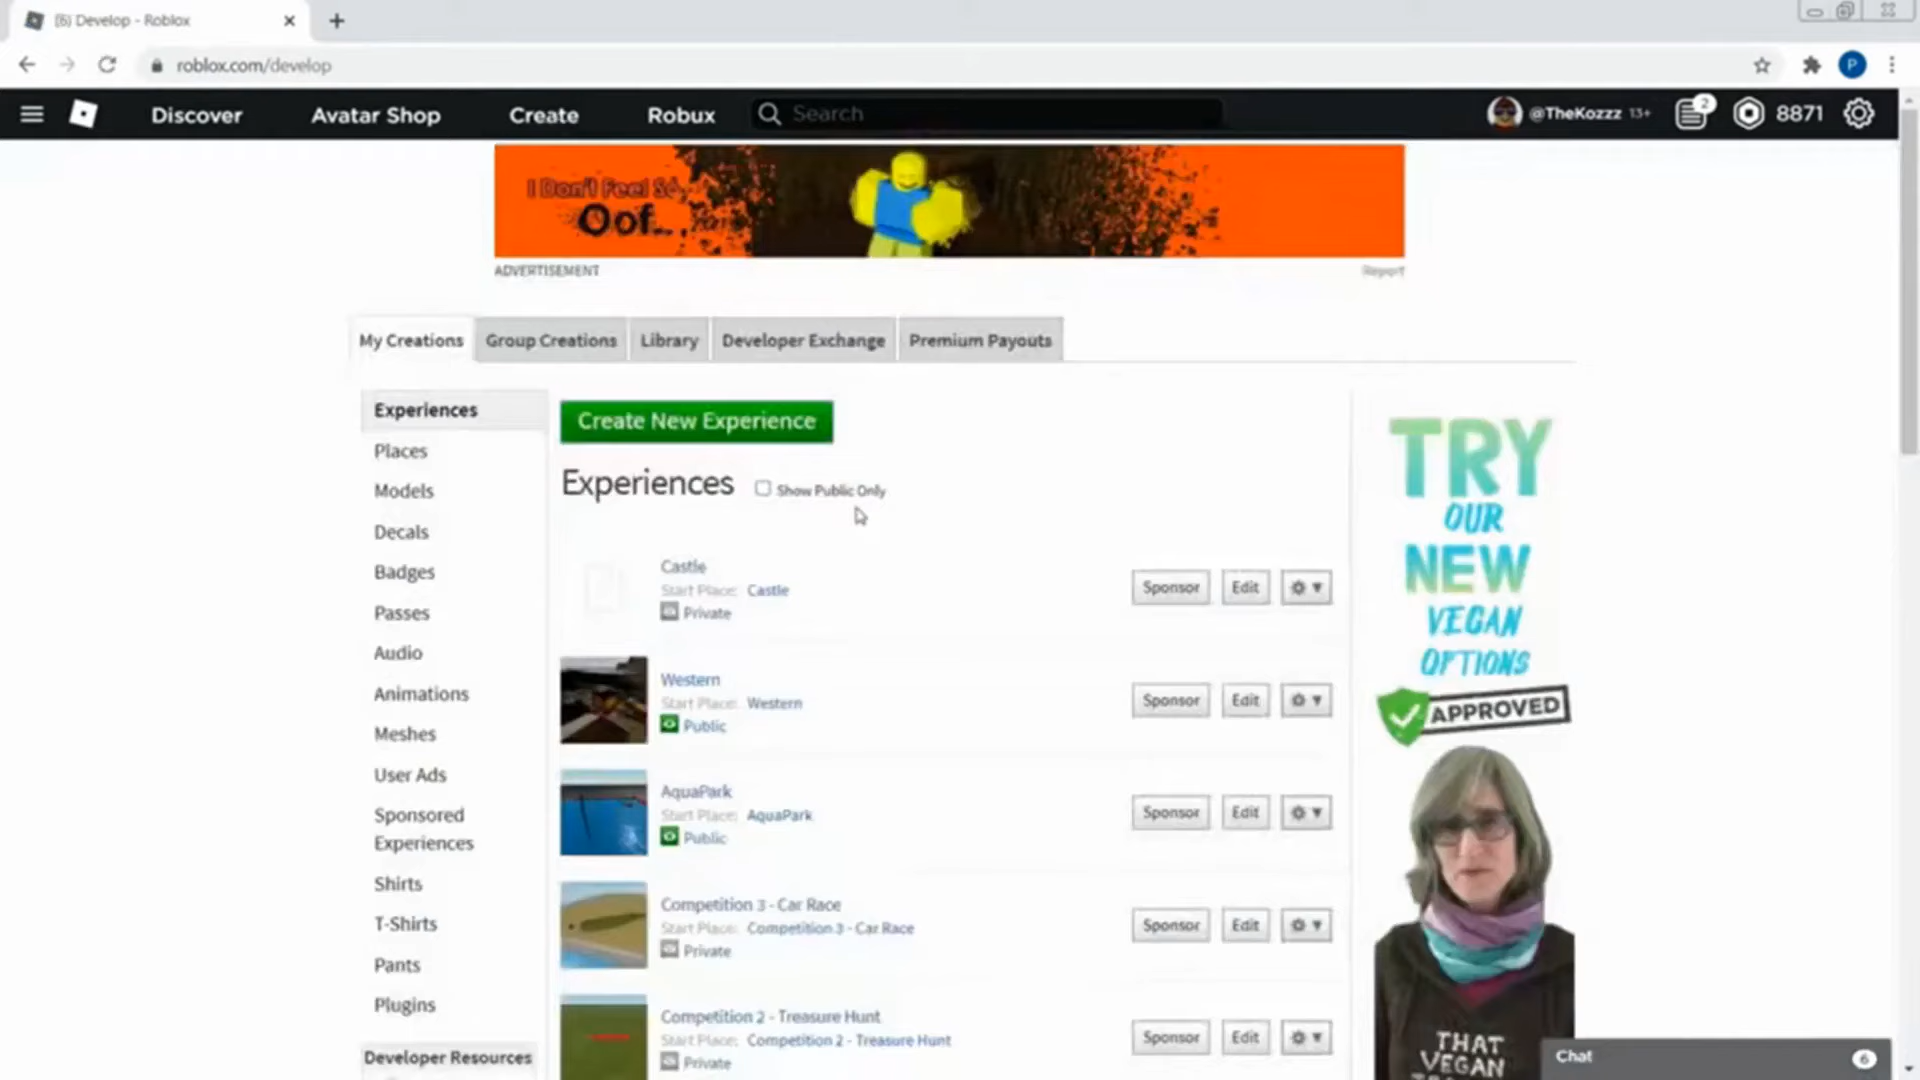 (6) Develop - Roblox
roblox.com/develop
P
Discover
Avatar Shop
Create
Robux
Search
@TheKozzz 13+
2
8871
I Don't Feel So
Oof...
ADVERTISEMENT
Report
My Creations
Group Creations
Library
Developer Exchange
Premium Payouts
Experiences
Places
Models
Decals
Badges
Passes
Audio
Animations
Meshes
User Ads
Sponsored
Experiences
Shirts
T-Shirts
Pants
Plugins
Developer Resources
Create New Experience
Experiences
Show Public Only
Castle
Start Place: Castle
Private
Sponsor
Edit
Western
Start Place: Western
Public
Sponsor
Edit
AquaPark
Start Place: AquaPark
Public
Sponsor
Edit
Competition 3 - Car Race
Start Place: Competition 3 - Car Race
Private
Sponsor
Edit
Competition 2 - Treasure Hunt
Start Place: Competition 2 - Treasure Hunt
Private
Sponsor
Edit
TRY
OUR
NEW
VEGAN
OPTIONS
APPROVED
THAT
VEGAN
Chat
6